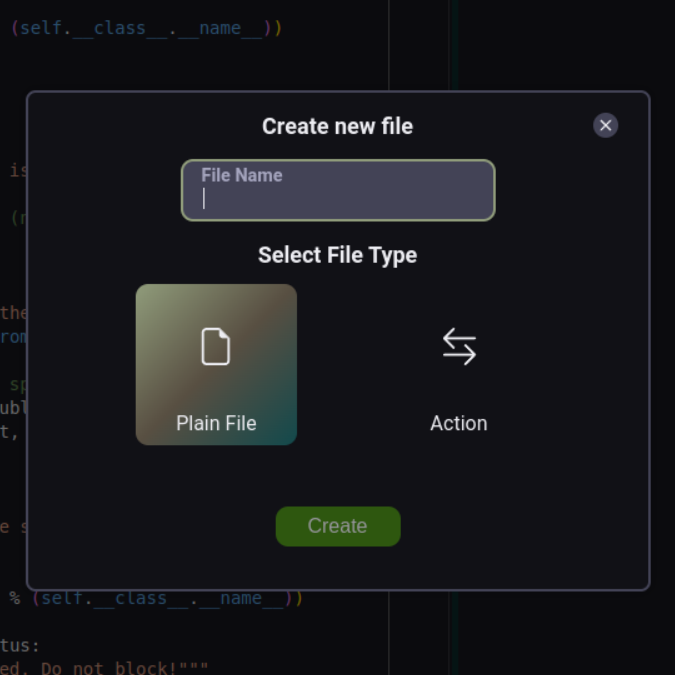 (self.__class__.__name__))
Create new file
is
File Name
Select File Type
the
rom
sp
ubl
t,
Plain File
Action
e s
Create
% (self.__class__.__name__))
tus:
ed. Do not block!"""